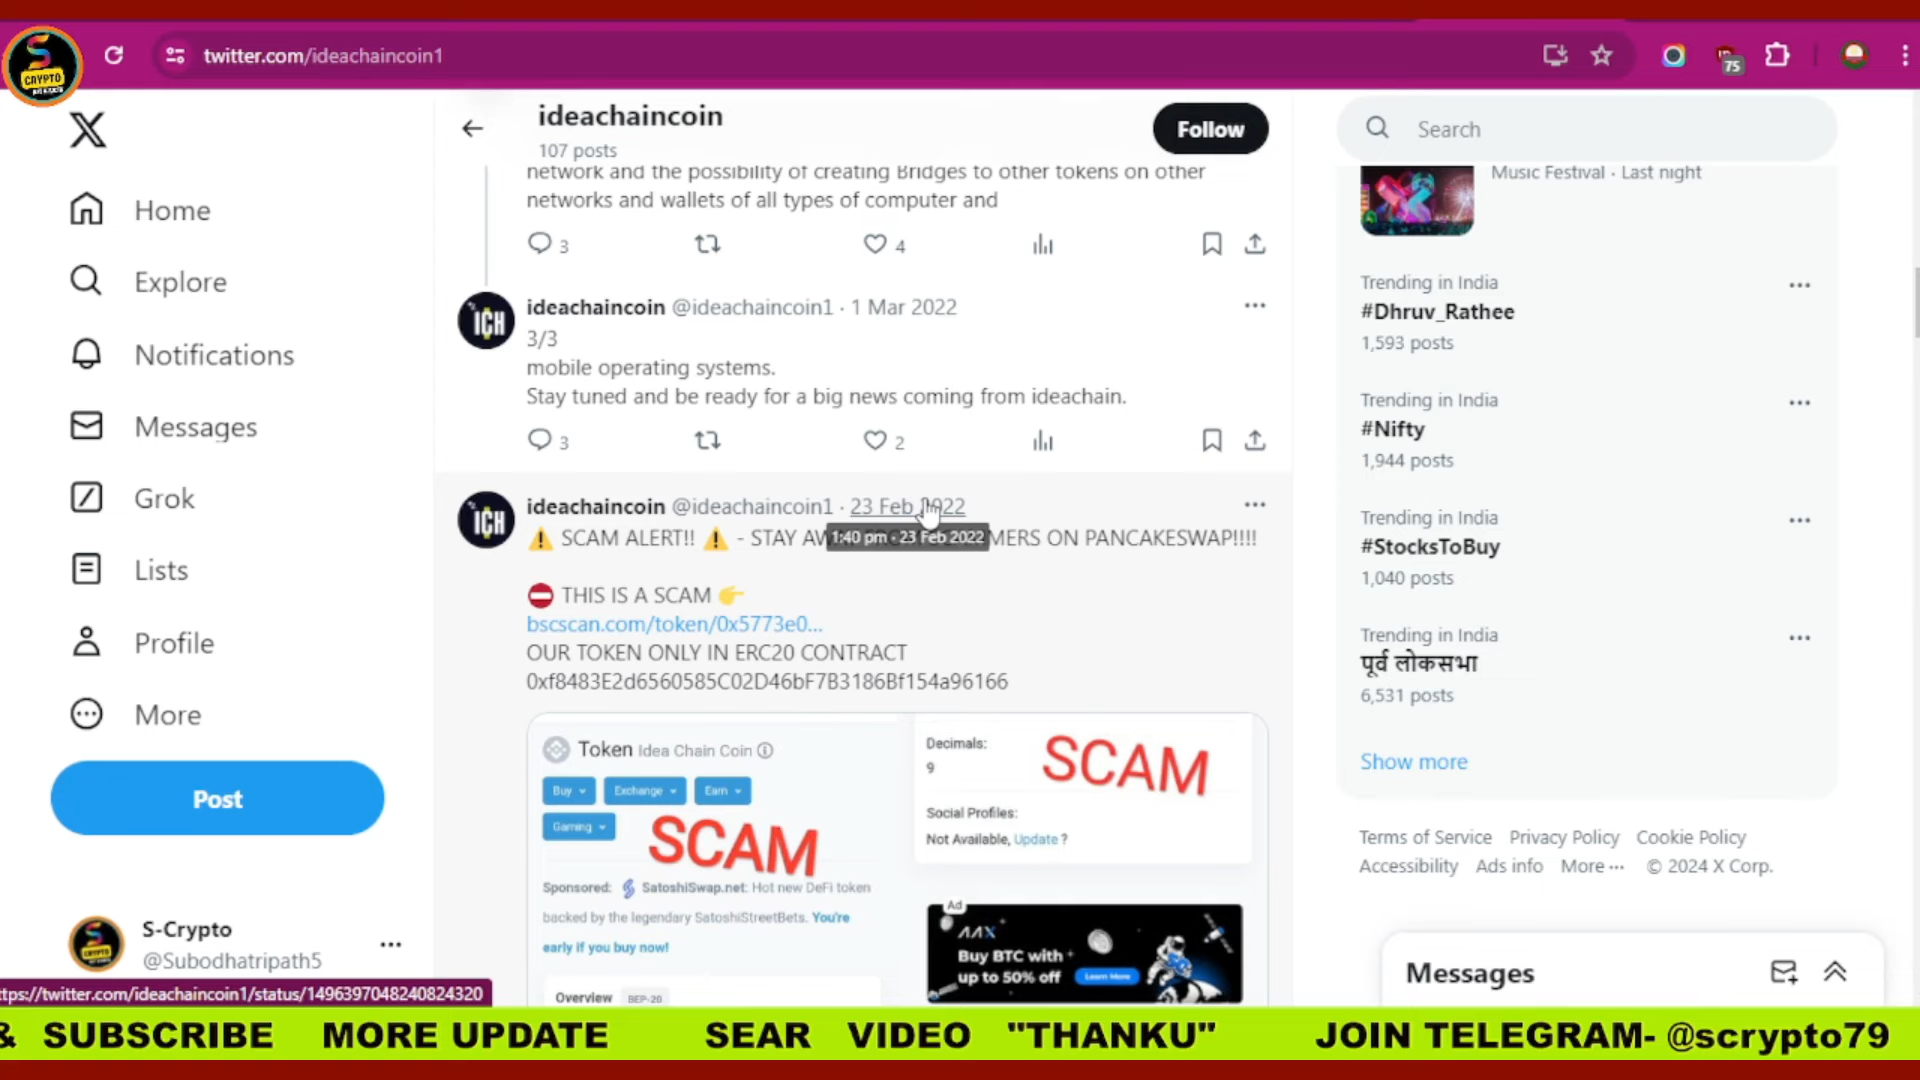 S
CRYPTO
twitter.com/ideachaincoin1
75
ideachaincoin
107 posts
Follow
Search
Home
Explore
Notifications
Messages
Grok
Lists
Profile
More
Post
S-Crypto
@Subodhatripath5
network and the possibility of creating Bridges to other tokens on other
networks and wallets of all types of computer and
3
4
ICH
ideachaincoin @ideachaincoin1 · 1 Mar 2022
3/3
mobile operating systems.
Stay tuned and be ready for a big news coming from ideachain.
3
2
ICH
ideachaincoin @ideachaincoin1 · 23 Feb 2022
1:40 pm · 23 Feb 2022
⚠️ SCAM ALERT!! ⚠️ - STAY ON PANCAKESWAP!!!!
⛔ THIS IS A SCAM 👉
bscscan.com/token/0x5773e0...
OUR TOKEN ONLY IN ERC20 CONTRACT
0xf8483E2d6560585C02D46bF7B3186Bf154a96166
Token Idea Chain Coin
Buy
Exchange
Earn
Gaming
SCAM
Sponsored: SatoshiSwap.net: Hot new DeFi token
backed by the legendary SatoshiStreetBets. You're
early if you buy now!
Overview BEP-20
Decimals:
9
SCAM
Social Profiles:
Not Available, Update ?
Ad
AAX
Buy BTC with
up to 50% off
Learn More
Music Festival · Last night
Trending in India
#Dhruv_Rathee
1,593 posts
Trending in India
#Nifty
1,944 posts
Trending in India
#StocksToBuy
1,040 posts
Trending in India
पूर्व लोकसभा
6,531 posts
Show more
Terms of Service Privacy Policy Cookie Policy
Accessibility Ads info More ··· © 2024 X Corp.
Messages
ttps://twitter.com/ideachaincoin1/status/1496397048240824320
& SUBSCRIBE MORE UPDATE SEAR VIDEO "THANKU" JOIN TELEGRAM- @scrypto79